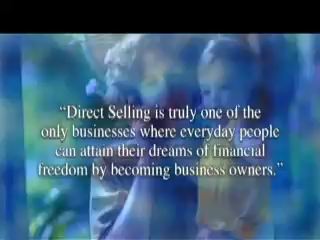 “Direct Selling is truly one of the
only businesses where everyday people
can attain their dreams of financial
freedom by becoming business owners.”